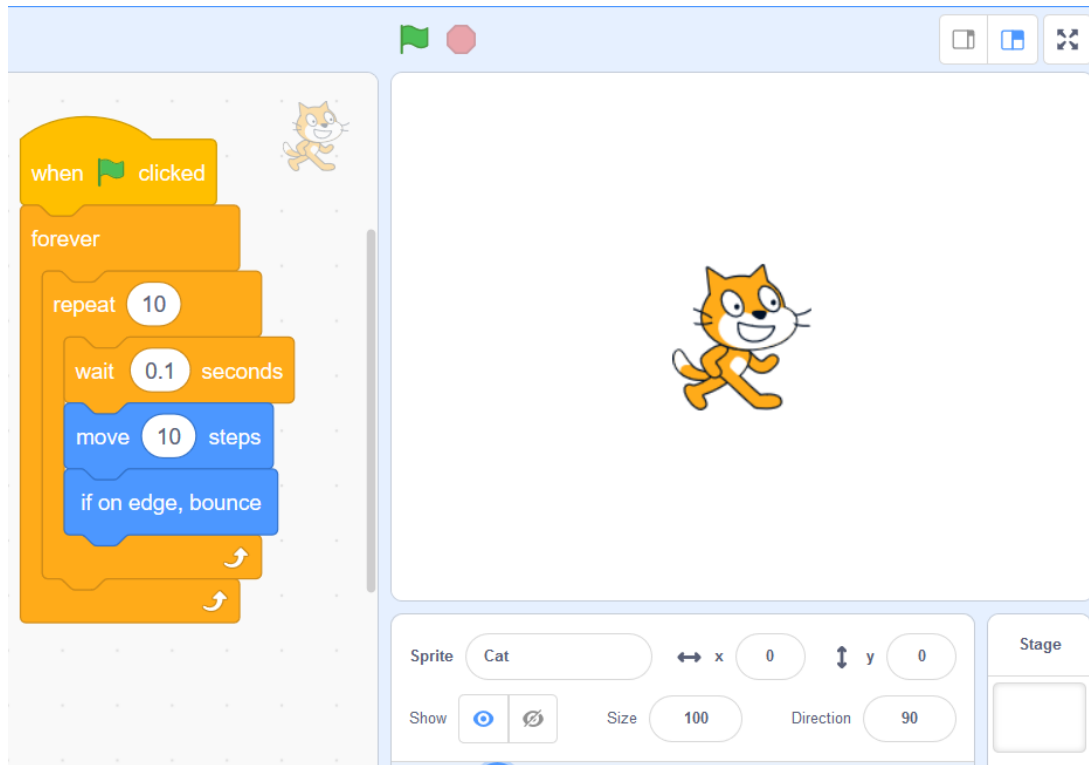 when clicked
forever
repeat 10
wait 0.1 seconds
move 10 steps
if on edge, bounce
Sprite Cat x 0 y 0
Show Size 100 Direction 90
Stage